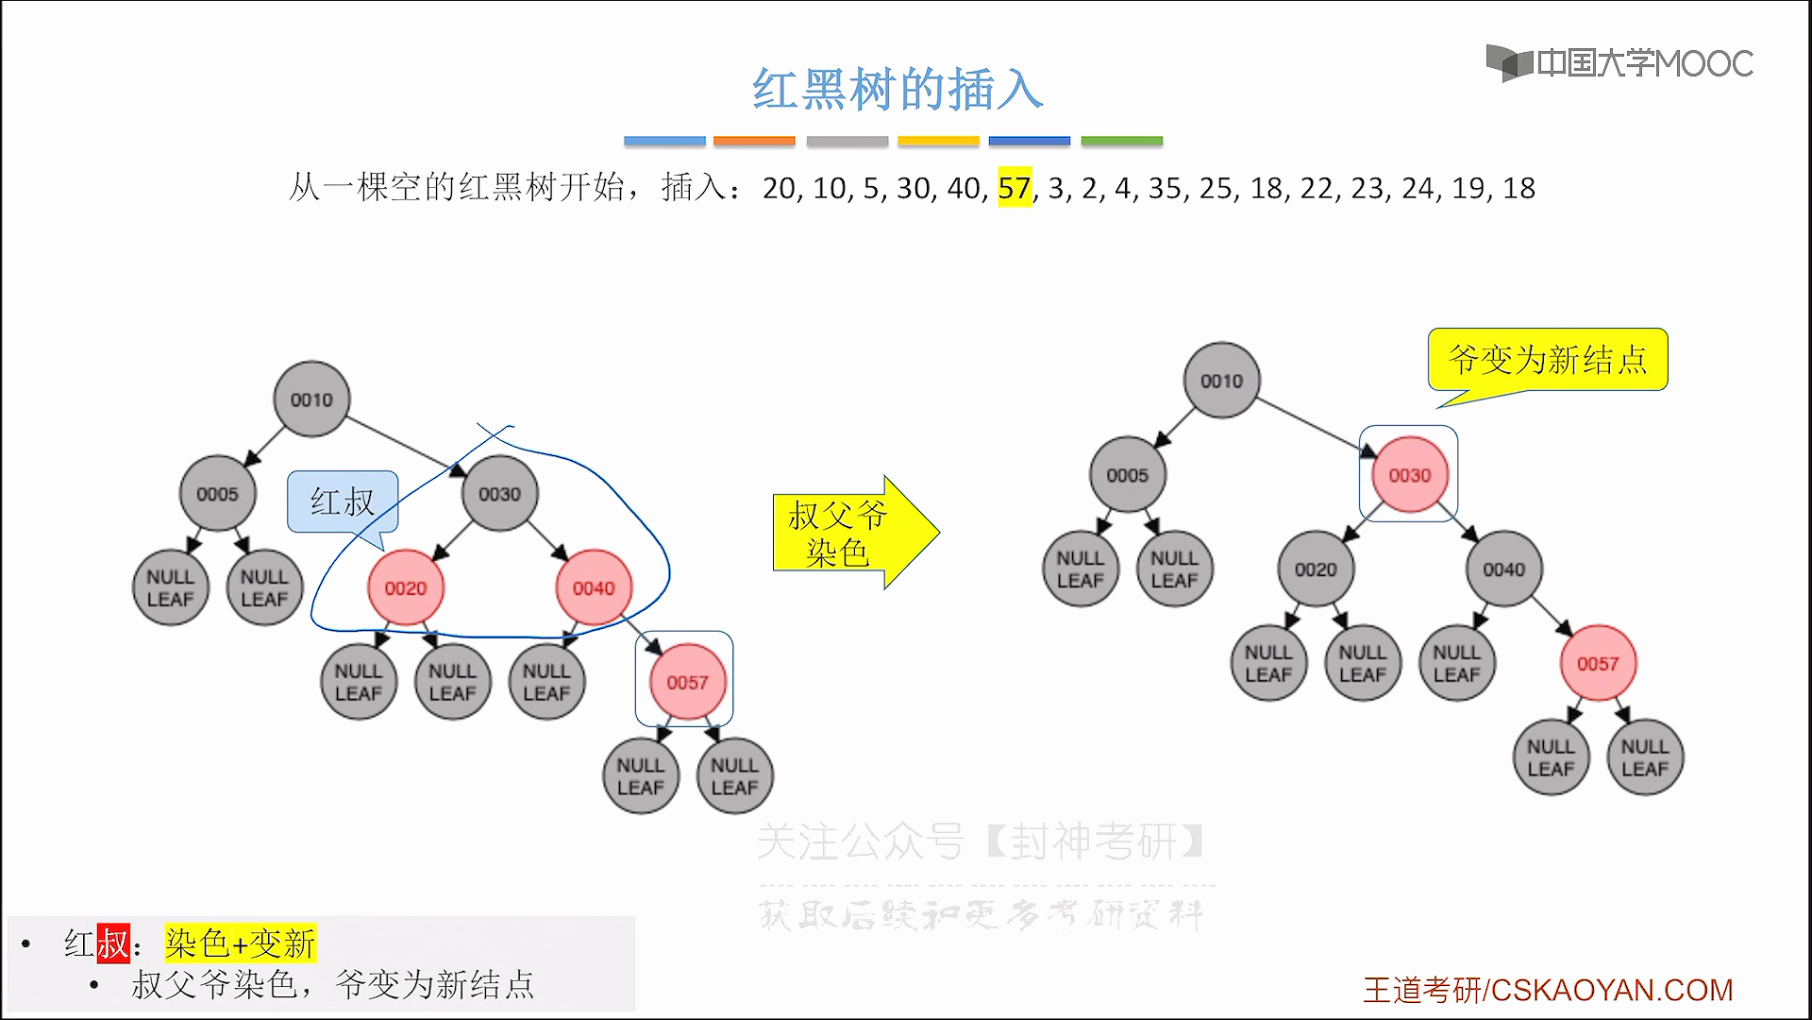 中国大学MOOC
红黑树的插入
从一棵空的红黑树开始，插入：20, 10, 5, 30, 40, 57, 3, 2, 4, 35, 25, 18, 22, 23, 24, 19, 18
爷变为新结点
0010
0010
0005
0030
红叔
0005
0030
叔父爷
染色
NULL
LEAF
NULL
LEAF
0020
0040
NULL
LEAF
NULL
LEAF
0020
0040
NULL
LEAF
NULL
LEAF
NULL
LEAF
0057
NULL
LEAF
NULL
LEAF
NULL
LEAF
0057
NULL
LEAF
NULL
LEAF
NULL
LEAF
NULL
LEAF
关注公众号【封神考研】
获取后续和更多考研资料
• 红叔：染色+变新
• 叔父爷染色，爷变为新结点
王道考研/CSKAOYAN.COM